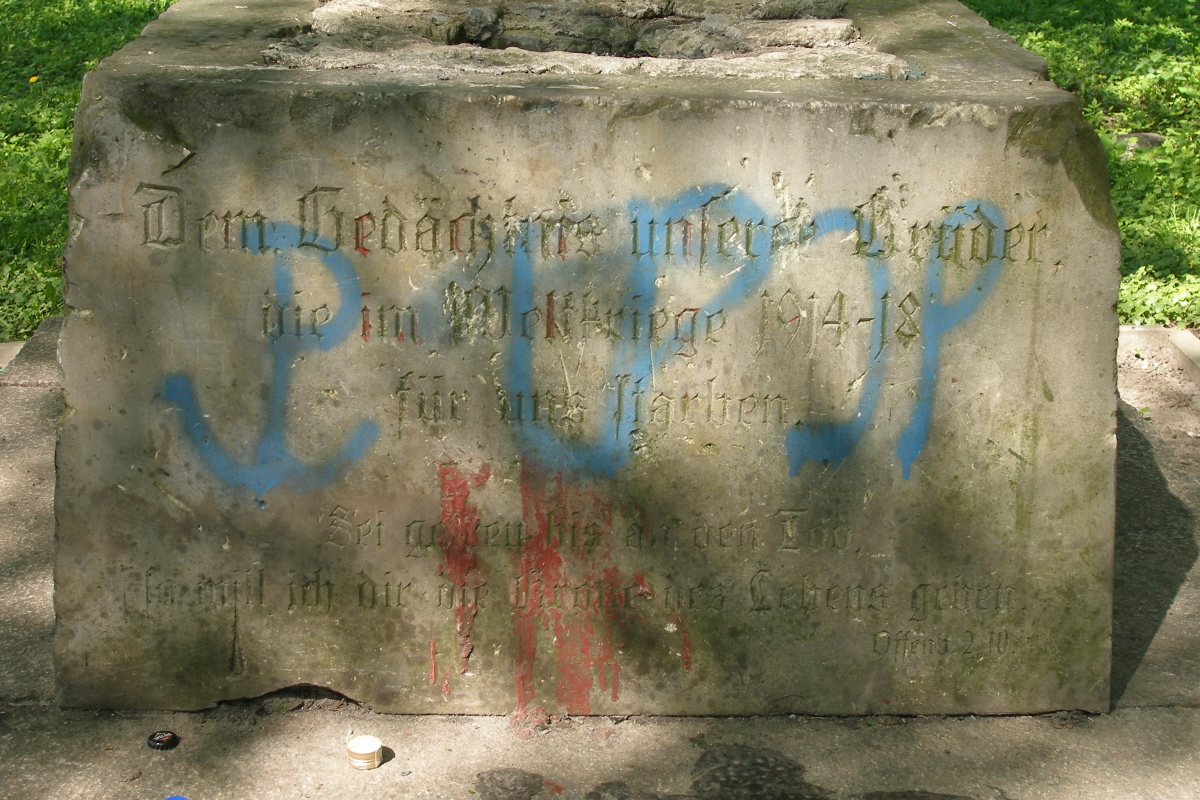 Dem Gedächtnis unserer Brüder,
die im Weltkriege 1914-18
für uns starben.
Sei getreu bis an den Tod,
so will ich dir die Krone des Lebens geben
Offenb. 2.10.